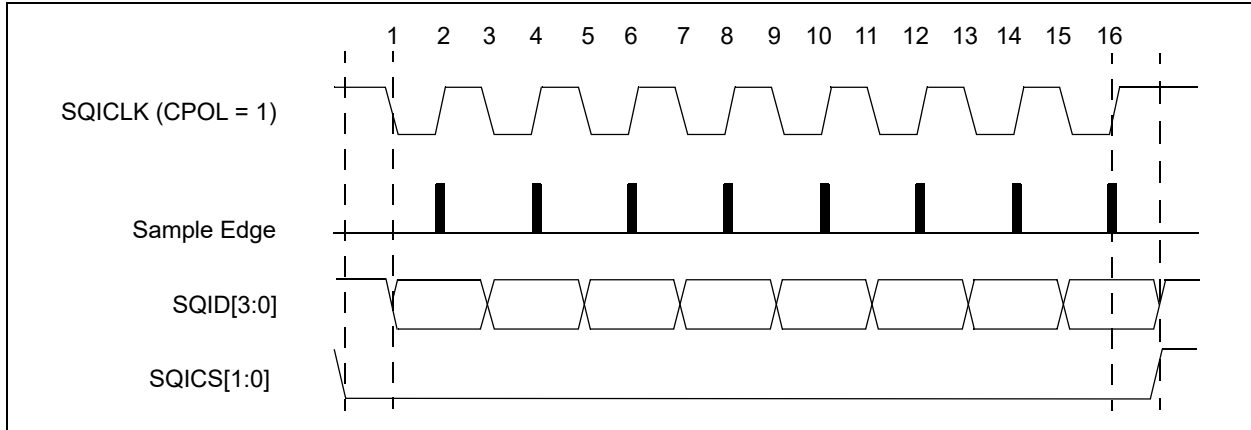 1 2 3 4 5 6 7 8 9 10 11 12 13 14 15 16
SQICLK (CPOL = 1)
Sample Edge
SQID[3:0]
SQICS[1:0]